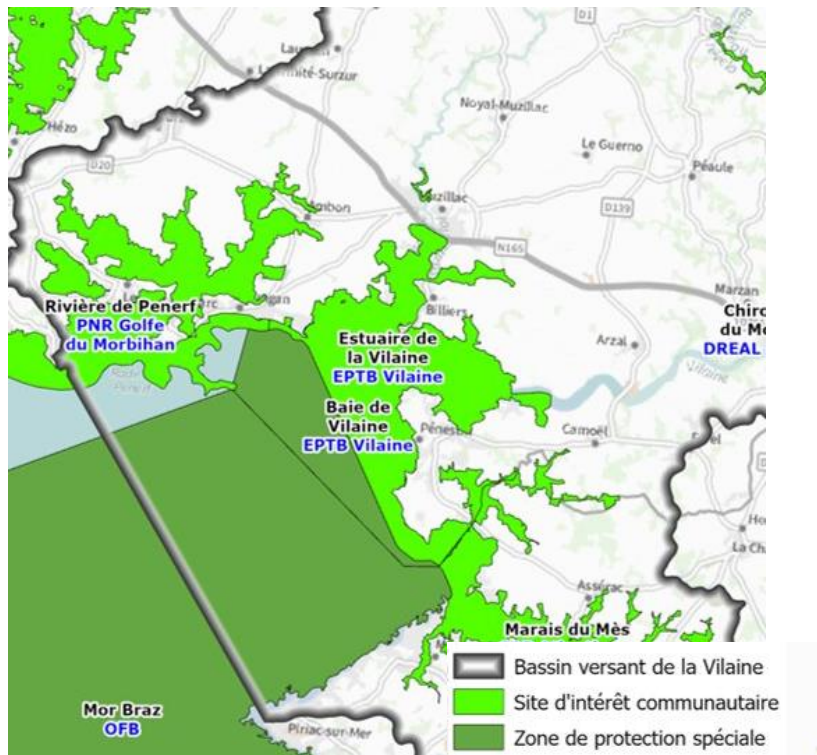 D1
Noyal-Muzillac
Hézo
Le Guerno
D20
Péaule
Ambon
D139
N165
Billiers
Marzan
Rivière de Penerf
PNR Golfe
du Morbihan
Estuaire de
la Vilaine
EPTB Vilaine
Arzal
DREAL
Vilaine
Baie de
Vilaine
EPTB Vilaine
Camoël
Assérac
Marais du Mès
Mor Braz
OFB
Piriac-sur-Mer
Bassin versant de la Vilaine
Site d'intérêt communautaire
Zone de protection spéciale